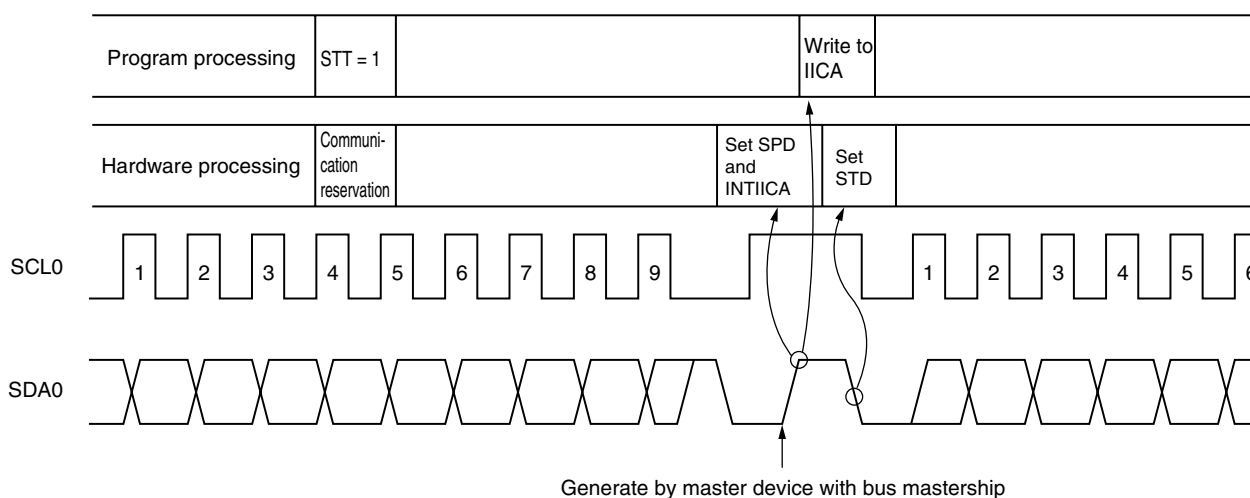 Program processing
STT = 1
Write to
IICA
Hardware processing
Communi-
cation
reservation
Set SPD
and
INTIICA
Set
STD
SCL0
1 2 3 4 5 6 7 8 9 1 2 3 4 5 6
SDA0
Generate by master device with bus mastership